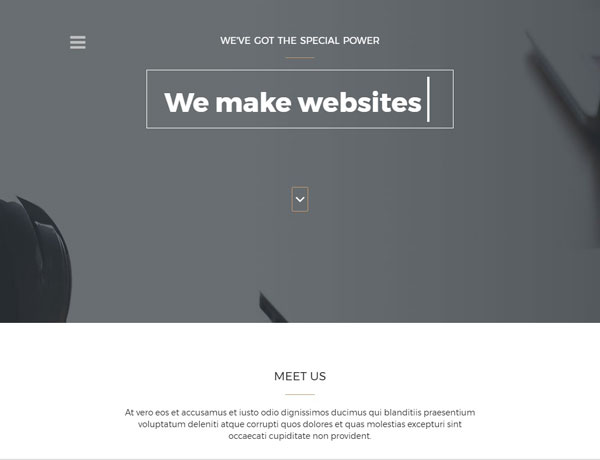 WE'VE GOT THE SPECIAL POWER
We make websites
MEET US
At vero eos et accusamus et iusto odio dignissimos ducimus qui blanditiis praesentium
voluptatum deleniti atque corrupti quos dolores et quas molestias excepturi sint
occaecati cupiditate non provident.